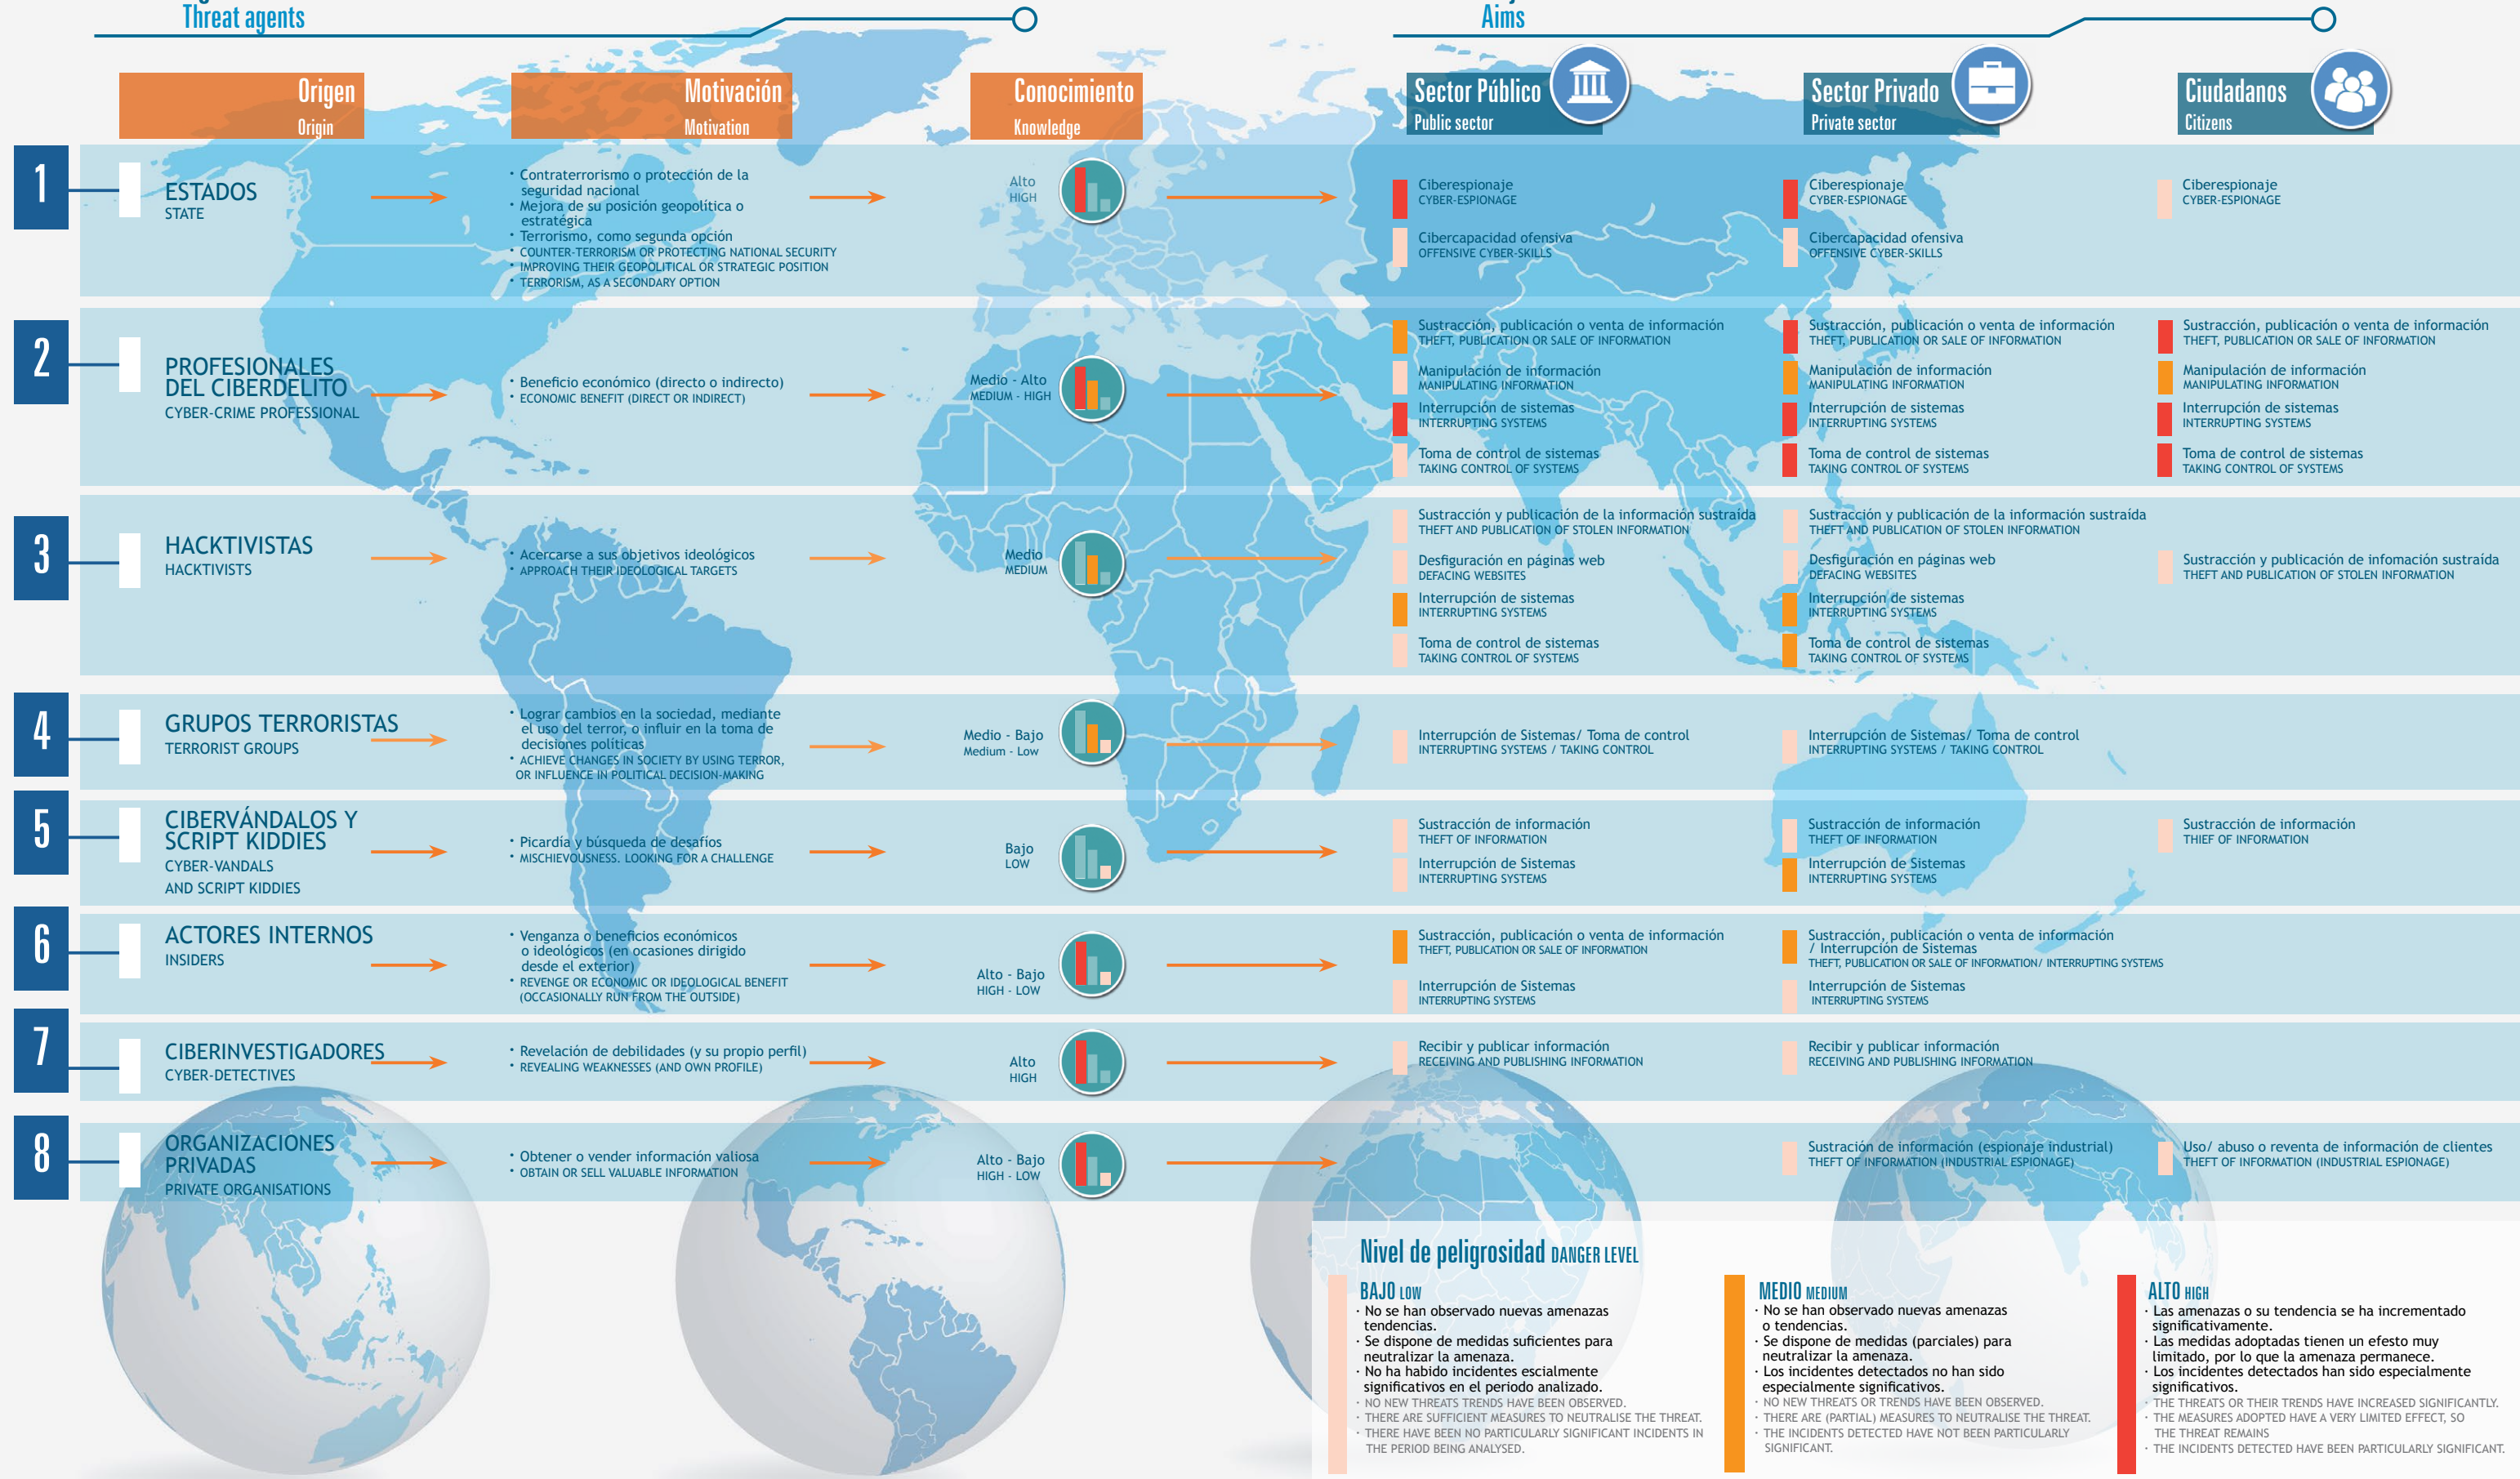 Threat agents
Aims
Origen
Origin
Motivación
Motivation
Conocimiento
Knowledge
Sector Público
Public sector
Sector Privado
Private sector
Ciudadanos
Citizens
1
ESTADOS
STATE
• Contraterrorismo o protección de la
seguridad nacional
• Mejora de su posición geopolítica o
estratégica
• Terrorismo, como segunda opción
• COUNTER-TERRORISM OR PROTECTING NATIONAL SECURITY
• IMPROVING THEIR GEOPOLITICAL OR STRATEGIC POSITION
• TERRORISM, AS A SECONDARY OPTION
Alto
HIGH
Ciberespionaje
CYBER-ESPIONAGE
Cibercapacidad ofensiva
OFFENSIVE CYBER-SKILLS
Ciberespionaje
CYBER-ESPIONAGE
Cibercapacidad ofensiva
OFFENSIVE CYBER-SKILLS
Ciberespionaje
CYBER-ESPIONAGE
2
PROFESIONALES
DEL CIBERDELITO
CYBER-CRIME PROFESSIONAL
• Beneficio económico (directo o indirecto)
• ECONOMIC BENEFIT (DIRECT OR INDIRECT)
Medio - Alto
MEDIUM - HIGH
Sustracción, publicación o venta de información
THEFT, PUBLICATION OR SALE OF INFORMATION
Manipulación de información
MANIPULATING INFORMATION
Interrupción de sistemas
INTERRUPTING SYSTEMS
Toma de control de sistemas
TAKING CONTROL OF SYSTEMS
Sustracción, publicación o venta de información
THEFT, PUBLICATION OR SALE OF INFORMATION
Manipulación de información
MANIPULATING INFORMATION
Interrupción de sistemas
INTERRUPTING SYSTEMS
Toma de control de sistemas
TAKING CONTROL OF SYSTEMS
Sustracción, publicación o venta de información
THEFT, PUBLICATION OR SALE OF INFORMATION
Manipulación de información
MANIPULATING INFORMATION
Interrupción de sistemas
INTERRUPTING SYSTEMS
Toma de control de sistemas
TAKING CONTROL OF SYSTEMS
3
HACKTIVISTAS
HACKTIVISTS
• Acercarse a sus objetivos ideológicos
• APPROACH THEIR IDEOLOGICAL TARGETS
Medio
MEDIUM
Sustracción y publicación de la información sustraída
THEFT AND PUBLICATION OF STOLEN INFORMATION
Desfiguración en páginas web
DEFACING WEBSITES
Interrupción de sistemas
INTERRUPTING SYSTEMS
Toma de control de sistemas
TAKING CONTROL OF SYSTEMS
Sustracción y publicación de la información sustraída
THEFT AND PUBLICATION OF STOLEN INFORMATION
Desfiguración en páginas web
DEFACING WEBSITES
Interrupción de sistemas
INTERRUPTING SYSTEMS
Toma de control de sistemas
TAKING CONTROL OF SYSTEMS
Sustracción y publicación de infomación sustraída
THEFT AND PUBLICATION OF STOLEN INFORMATION
4
GRUPOS TERRORISTAS
TERRORIST GROUPS
• Lograr cambios en la sociedad, mediante
el uso del terror, o influir en la toma de
decisiones políticas
• ACHIEVE CHANGES IN SOCIETY BY USING TERROR,
OR INFLUENCE IN POLITICAL DECISION-MAKING
Medio - Bajo
Medium - Low
Interrupción de Sistemas/ Toma de control
INTERRUPTING SYSTEMS / TAKING CONTROL
Interrupción de Sistemas/ Toma de control
INTERRUPTING SYSTEMS / TAKING CONTROL
5
CIBERVÁNDALOS Y
SCRIPT KIDDIES
CYBER-VANDALS
AND SCRIPT KIDDIES
• Picardía y búsqueda de desafíos
• MISCHIEVOUSNESS. LOOKING FOR A CHALLENGE
Bajo
LOW
Sustracción de información
THEFT OF INFORMATION
Interrupción de Sistemas
INTERRUPTING SYSTEMS
Sustracción de información
THEFT OF INFORMATION
Interrupción de Sistemas
INTERRUPTING SYSTEMS
Sustracción de información
THIEF OF INFORMATION
6
ACTORES INTERNOS
INSIDERS
• Venganza o beneficios económicos
o ideológicos (en ocasiones dirigido
desde el exterior)
• REVENGE OR ECONOMIC OR IDEOLOGICAL BENEFIT
(OCCASIONALLY RUN FROM THE OUTSIDE)
Alto - Bajo
HIGH - LOW
Sustracción, publicación o venta de información
THEFT, PUBLICATION OR SALE OF INFORMATION
Interrupción de Sistemas
INTERRUPTING SYSTEMS
Sustracción, publicación o venta de información
/ Interrupción de Sistemas
THEFT, PUBLICATION OR SALE OF INFORMATION/ INTERRUPTING SYSTEMS
Interrupción de Sistemas
INTERRUPTING SYSTEMS
7
CIBERINVESTIGADORES
CYBER-DETECTIVES
• Revelación de debilidades (y su propio perfil)
• REVEALING WEAKNESSES (AND OWN PROFILE)
Alto
HIGH
Recibir y publicar información
RECEIVING AND PUBLISHING INFORMATION
Recibir y publicar información
RECEIVING AND PUBLISHING INFORMATION
8
ORGANIZACIONES
PRIVADAS
PRIVATE ORGANISATIONS
• Obtener o vender información valiosa
• OBTAIN OR SELL VALUABLE INFORMATION
Alto - Bajo
HIGH - LOW
Sustración de información (espionaje industrial)
THEFT OF INFORMATION (INDUSTRIAL ESPIONAGE)
Uso/ abuso o reventa de información de clientes
THEFT OF INFORMATION (INDUSTRIAL ESPIONAGE)
Nivel de peligrosidad DANGER LEVEL
BAJO LOW
· No se han observado nuevas amenazas
tendencias.
· Se dispone de medidas suficientes para
neutralizar la amenaza.
· No ha habido incidentes escialmente
significativos en el periodo analizado.
· NO NEW THREATS TRENDS HAVE BEEN OBSERVED.
· THERE ARE SUFFICIENT MEASURES TO NEUTRALISE THE THREAT.
· THERE HAVE BEEN NO PARTICULARLY SIGNIFICANT INCIDENTS IN
THE PERIOD BEING ANALYSED.
MEDIO MEDIUM
· No se han observado nuevas amenazas
o tendencias.
· Se dispone de medidas (parciales) para
neutralizar la amenaza.
· Los incidentes detectados no han sido
especialmente significativos.
· NO NEW THREATS OR TRENDS HAVE BEEN OBSERVED.
· THERE ARE (PARTIAL) MEASURES TO NEUTRALISE THE THREAT.
· THE INCIDENTS DETECTED HAVE NOT BEEN PARTICULARLY
SIGNIFICANT.
ALTO HIGH
· Las amenazas o su tendencia se ha incrementado
significativamente.
· Las medidas adoptadas tienen un efesto muy
limitado, por lo que la amenaza permanece.
· Los incidentes detectados han sido especialmente
significativos.
· THE THREATS OR THEIR TRENDS HAVE INCREASED SIGNIFICANTLY.
· THE MEASURES ADOPTED HAVE A VERY LIMITED EFFECT, SO
THE THREAT REMAINS
· THE INCIDENTS DETECTED HAVE BEEN PARTICULARLY SIGNIFICANT.